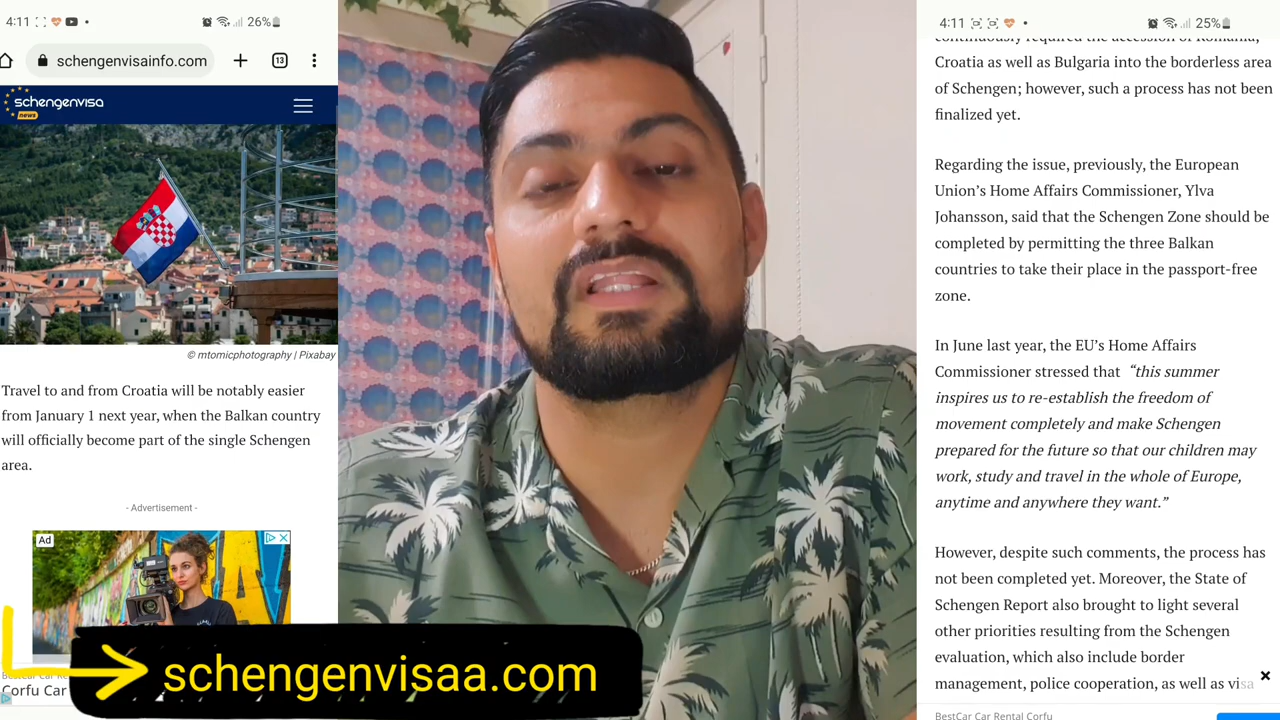 4:11
26%
schengenvisainfo.com
13
schengenvisa
news
© mtomicphotography | Pixabay
Travel to and from Croatia will be notably easier
from January 1 next year, when the Balkan country
will officially become part of the single Schengen
area.
- Advertisement -
Ad
Corfu Car
schengenvisaa.com
4:11
25%
continuously required the accession of Romania,
Croatia as well as Bulgaria into the borderless area
of Schengen; however, such a process has not been
finalized yet.
Regarding the issue, previously, the European
Union’s Home Affairs Commissioner, Ylva
Johansson, said that the Schengen Zone should be
completed by permitting the three Balkan
countries to take their place in the passport-free
zone.
In June last year, the EU’s Home Affairs
Commissioner stressed that “this summer
inspires us to re-establish the freedom of
movement completely and make Schengen
prepared for the future so that our children may
work, study and travel in the whole of Europe,
anytime and anywhere they want.”
However, despite such comments, the process has
not been completed yet. Moreover, the State of
Schengen Report also brought to light several
other priorities resulting from the Schengen
evaluation, which also include border
management, police cooperation, as well as visa
BestCar Car Rental Corfu